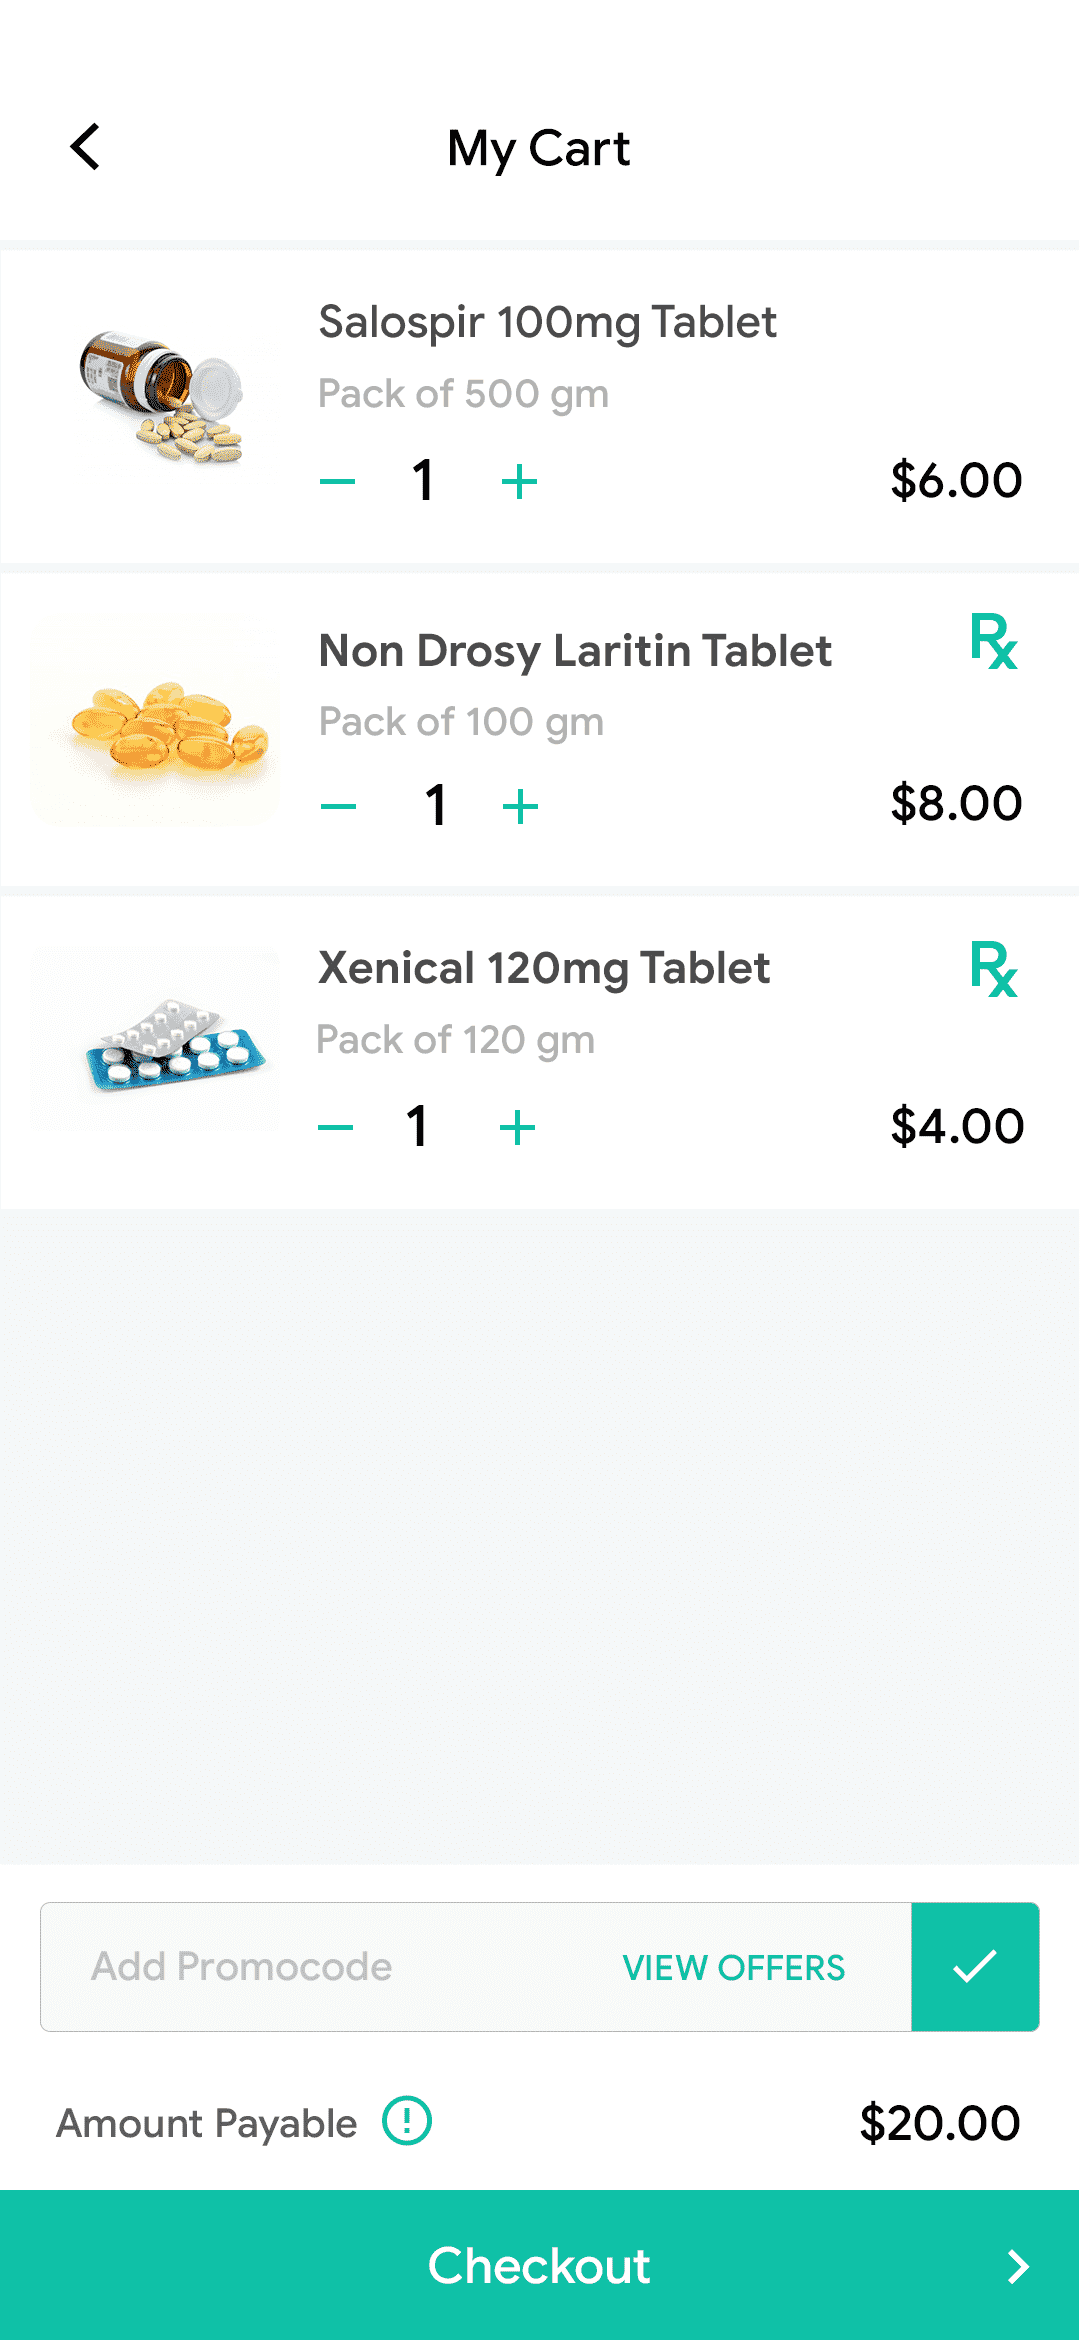 My Cart
Salospir 100mg Tablet
Pack of 500 gm
1
$6.00
Non Drosy Laritin Tablet
Rx
Pack of 100 gm
1
$8.00
Xenical 120mg Tablet
Rx
Pack of 120 gm
1
$4.00
Add Promocode VIEW OFFERS
Amount Payable $20.00
Checkout